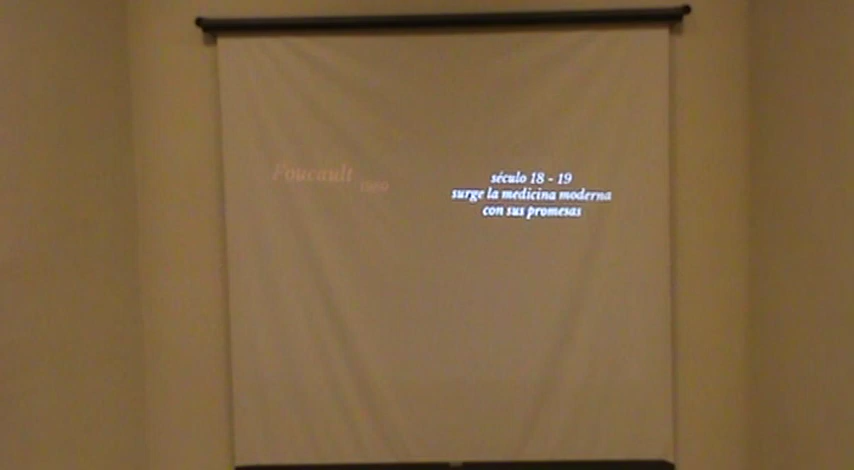 Foucault
século 18 - 19
surge la medicina moderna
con sus promesas